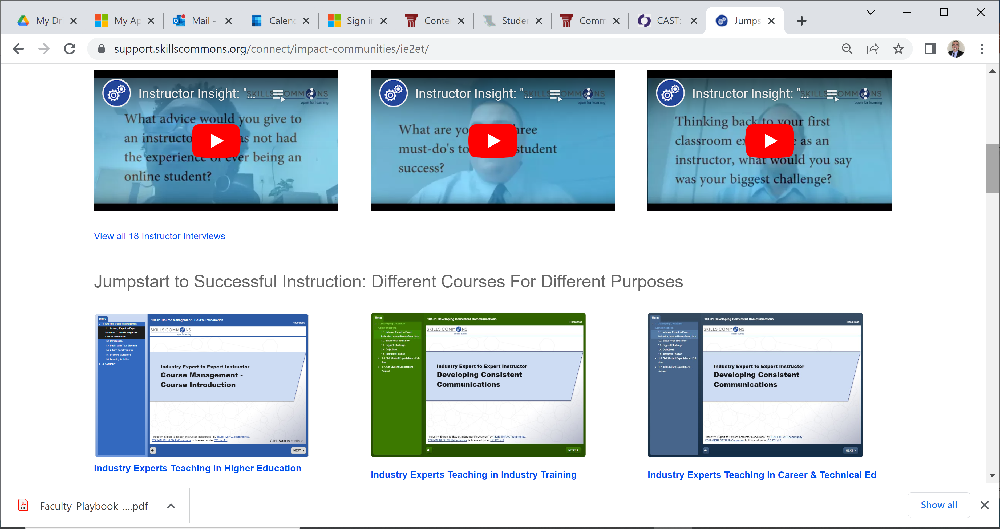 My Dri
My Ap
Mail -
Calenc
Sign in
Conte
Studer
Comm
CAST:
Jumps
support.skillscommons.org/connect/impact-communities/ie2et/
Instructor Insight: "...
SKILLS COMMONS
open for learning
What advice would you give to
an instructo as not had
the experience of ever being an
online student?
Instructor Insight: "...
SKILLS COMMONS
open for learning
What are yo hree
must-do's to student
success?
Instructor Insight: "...
SKILLS COMMONS
open for learning
Thinking back to your first
classroom ex e as an
instructor, what would you say
was your biggest challenge?
View all 18 Instructor Interviews
Jumpstart to Successful Instruction: Different Courses For Different Purposes
Menu
101-01 Course Management - Course Introduction
Resources
1. Effective Course Management
1.1. Industry Expert to Expert
Instructor Course Management -
Course Introduction
1.2. Introduction
1.3. Begin With Your Students
1.4. Advice from Instructor
1.5. Learning Outcomes
1.6. Learning Activities
2. Summary
SKILLS COMMONS
open for learning
Industry Expert to Expert Instructor
Course Management -
Course Introduction
"Industry Expert to Expert Instructor Resources" by IE2EI IMPACTcommunity,
CSU-MERLOT SkillsCommons is licensed under CC BY 4.0
Click Next to continue.
NEXT >
Industry Experts Teaching in Higher Education
Menu
101-01 Developing Consistent Communications
Resources
1. Developing Consistent
Communications
1.1. Industry Expert to Expert
Instructor Lesson Name Goes Here
1.2. Show What You Know
1.3. Biggest Challenge
1.4. Objectives
1.5. Instructor Position
1.6. Set Student Expectations - Full-
time
1.7. Set Student Expectations -
Adjunct
SKILLS COMMONS
open for learning
Industry Expert to Expert Instructor
Developing Consistent
Communications
"Industry Expert to Expert Instructor Resources" by IE2EI IMPACTcommunity,
CSU-MERLOT SkillsCommons is licensed under CC BY 4.0
NEXT >
Industry Experts Teaching in Industry Training
Menu
101-01 Developing Consistent Communications
Resources
1. Developing Consistent
Communications
1.1. Industry Expert to Expert
Instructor Lesson Name Goes Here
1.2. Show What You Know
1.3. Biggest Challenge
1.4. Objectives
1.5. Instructor Position
1.6. Set Student Expectations - Full-
time
1.7. Set Student Expectations -
Adjunct
SKILLS COMMONS
open for learning
Industry Expert to Expert Instructor
Developing Consistent
Communications
"Industry Expert to Expert Instructor Resources" by IE2EI IMPACTcommunity,
CSU-MERLOT SkillsCommons is licensed under CC BY 4.0
NEXT >
Industry Experts Teaching in Career & Technical Ed
PDF
Faculty_Playbook_....pdf
Show all